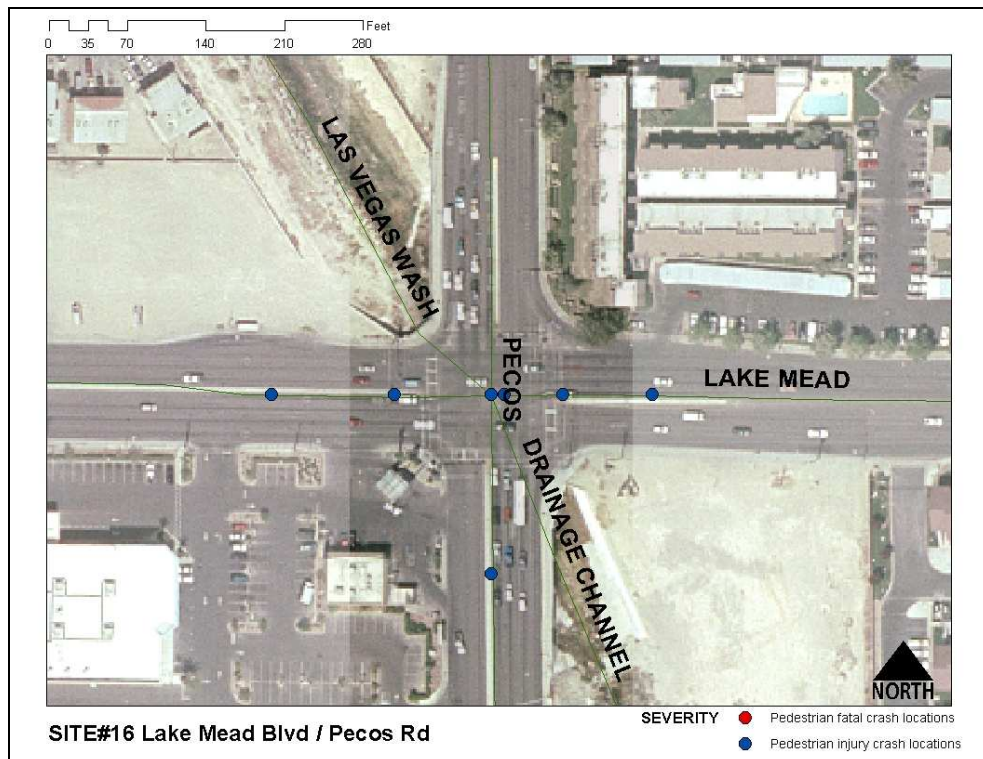 Feet
0 35 70 140 210 280
LAS VEGAS WASH
PECOS
LAKE MEAD
DRAINAGE CHANNEL
NORTH
SITE#16 Lake Mead Blvd / Pecos Rd
SEVERITY
Pedestrian fatal crash locations
Pedestrian injury crash locations